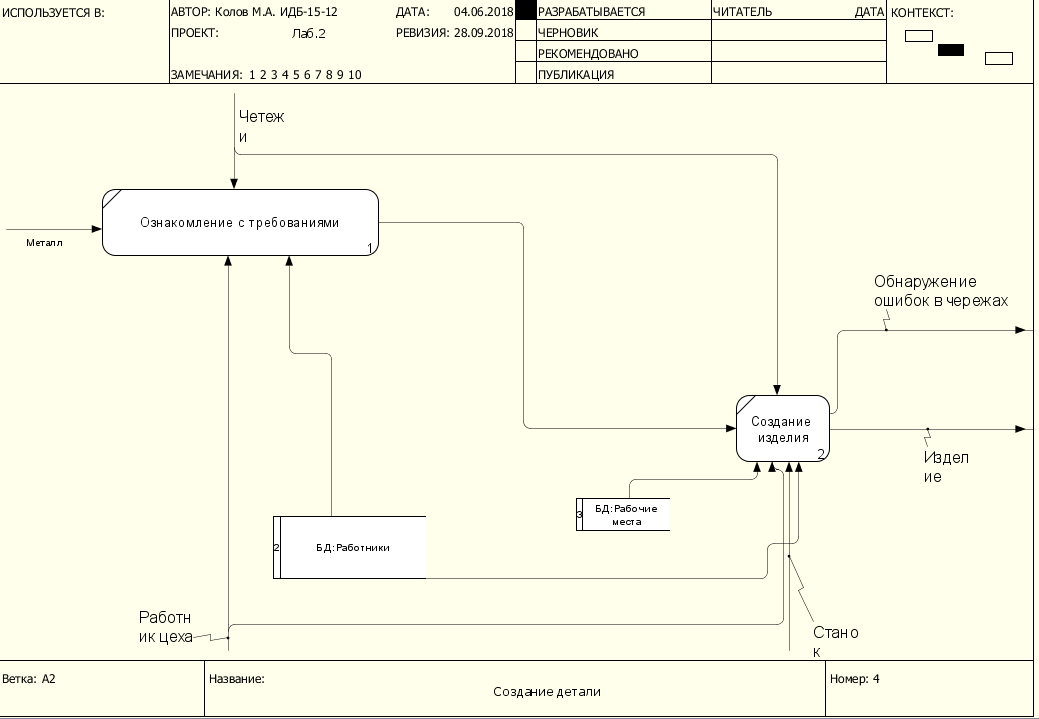 ИСПОЛЬЗУЕТСЯ В:
АВТОР: Колов М.А. ИДБ-15-12
ДАТА: 04.06.2018
ПРОЕКТ: Лаб.2
РЕВИЗИЯ: 28.09.2018
ЗАМЕЧАНИЯ: 1 2 3 4 5 6 7 8 9 10
РАЗРАБАТЫВАЕТСЯ
ЧЕРНОВИК
РЕКОМЕНДОВАНО
ПУБЛИКАЦИЯ
ЧИТАТЕЛЬ ДАТА
КОНТЕКСТ:
Четеж
и
Ознакомление с требованиями
1
Металл
Обнаружение
ошибок в чережах
Создание
изделия
2
Издел
ие
3
БД:Рабочие
места
2
БД:Работники
Работн
ик цеха
Стано
к
Ветка: A2
Название:
Создание детали
Номер: 4